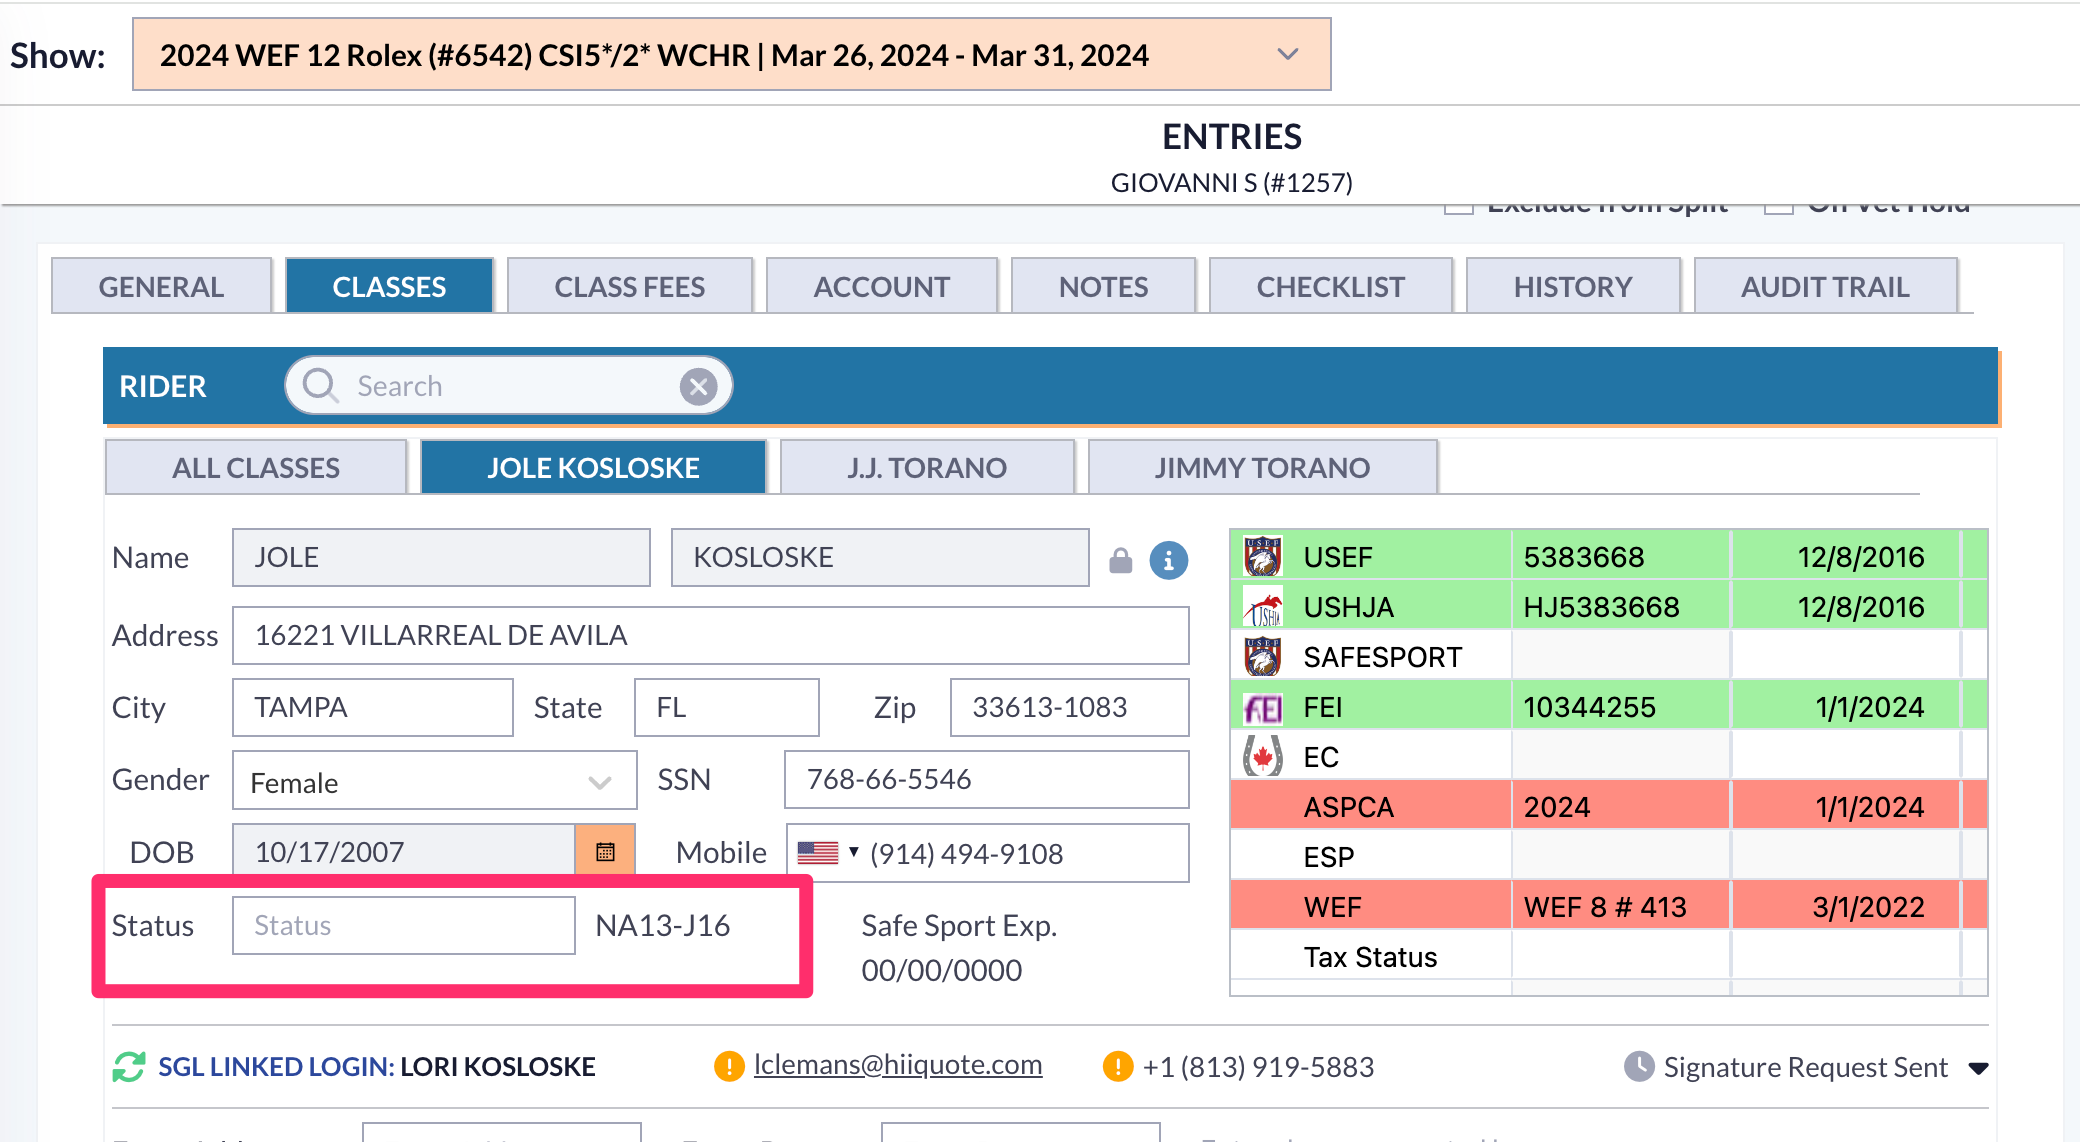 Show: 2024 WEF 12 Rolex (#6542) CSI5*/2* WCHR | Mar 26, 2024 - Mar 31, 2024
ENTRIES
GIOVANNI S (#1257)
Exclude from Split On Vet Hold
GENERAL CLASSES CLASS FEES ACCOUNT NOTES CHECKLIST HISTORY AUDIT TRAIL
RIDER Search
ALL CLASSES JOLE KOSLOSKE J.J. TORANO JIMMY TORANO
Name JOLE KOSLOSKE
Address 16221 VILLARREAL DE AVILA
City TAMPA State FL Zip 33613-1083
Gender Female SSN 768-66-5546
DOB 10/17/2007 Mobile (914) 494-9108
Status Status NA13-J16 Safe Sport Exp.
00/00/0000
USEF 5383668 12/8/2016
USHJA HJ5383668 12/8/2016
SAFESPORT
FEI 10344255 1/1/2024
EC
ASPCA 2024 1/1/2024
ESP
WEF WEF 8 # 413 3/1/2022
Tax Status
SGL LINKED LOGIN: LORI KOSLOSKE lclemans@hiiquote.com +1 (813) 919-5883 Signature Request Sent